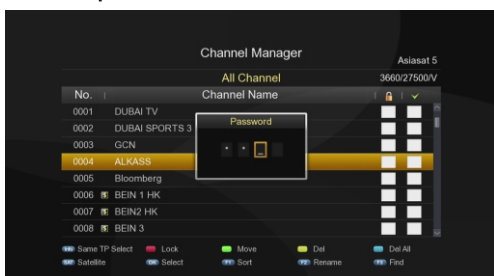 Channel Manager
Asiasat 5
All Channel 3660/27500/V
No. Channel Name
0001 DUBAI TV
0002 DUBAI SPORTS 3
Password
0003 GCN
0004 ALKASS
0005 Bloomberg
0006 $ BEIN 1 HK
0007 $ BEIN2 HK
0008 $ BEIN 3
Same TP Select Lock Move Del Del All
Satellite Select F1 Sort Rename Find